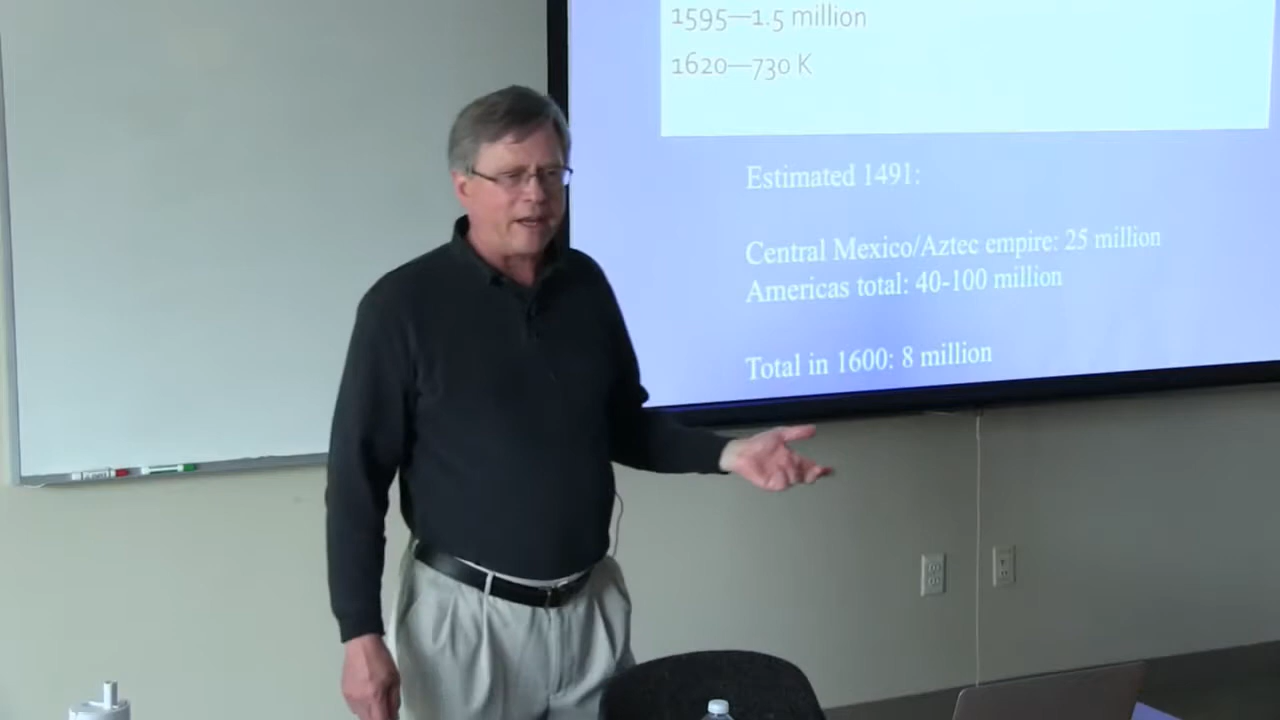 1595—1.5 million
1620—730 K
Estimated 1491:
Central Mexico/Aztec empire: 25 million
Americas total: 40-100 million
Total in 1600: 8 million